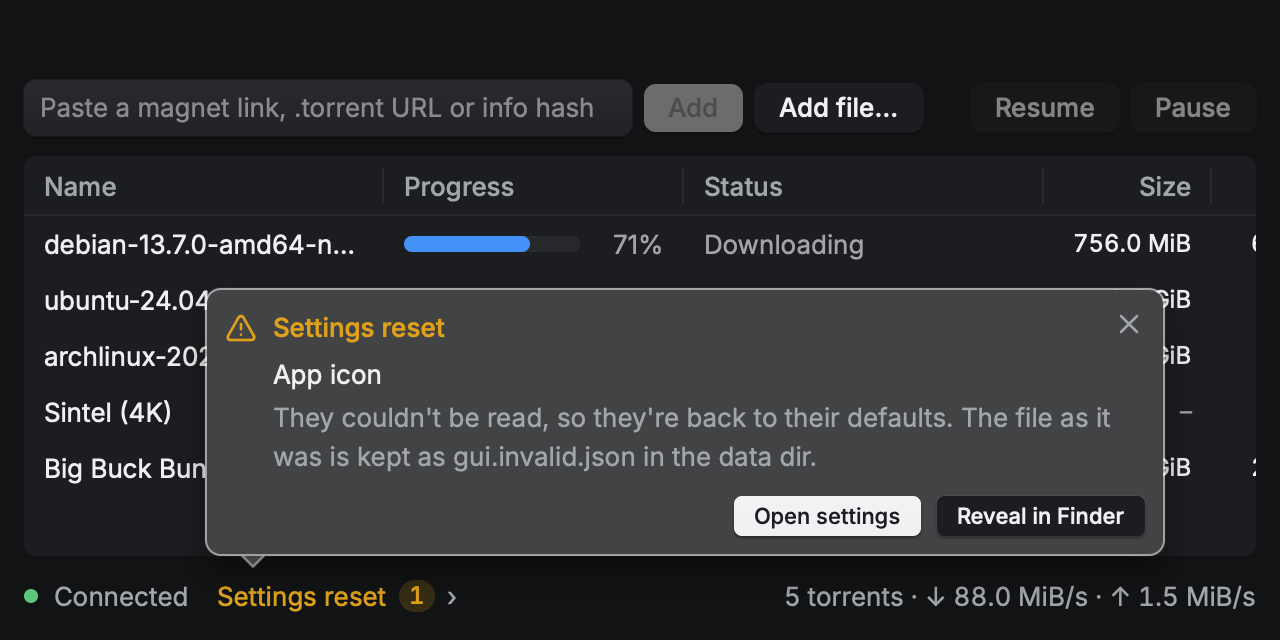 Paste a magnet link, .torrent URL or info hash
Add
Add file...
Resume
Pause
Name Progress Status Size
debian-13.7.0-amd64-n... 71% Downloading 756.0 MiB
ubuntu-24.04
archlinux-202
Sintel (4K) –
Big Buck Bun
Settings reset
App icon
They couldn't be read, so they're back to their defaults. The file as it
was is kept as gui.invalid.json in the data dir.
Open settings
Reveal in Finder
Connected Settings reset 1 › 5 torrents · ↓ 88.0 MiB/s · ↑ 1.5 MiB/s